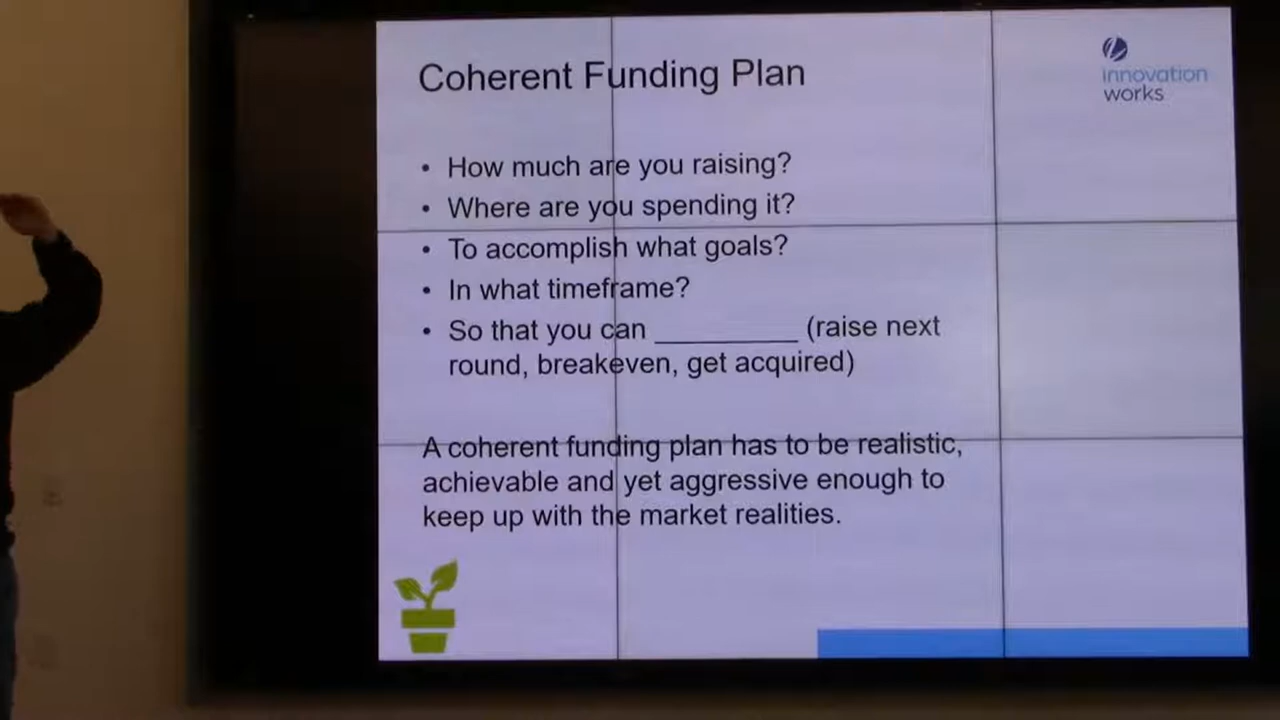 Coherent Funding Plan
innovation
works
• How much are you raising?
• Where are you spending it?
• To accomplish what goals?
• In what timeframe?
• So that you can __________ (raise next
round, breakeven, get acquired)
A coherent funding plan has to be realistic,
achievable and yet aggressive enough to
keep up with the market realities.